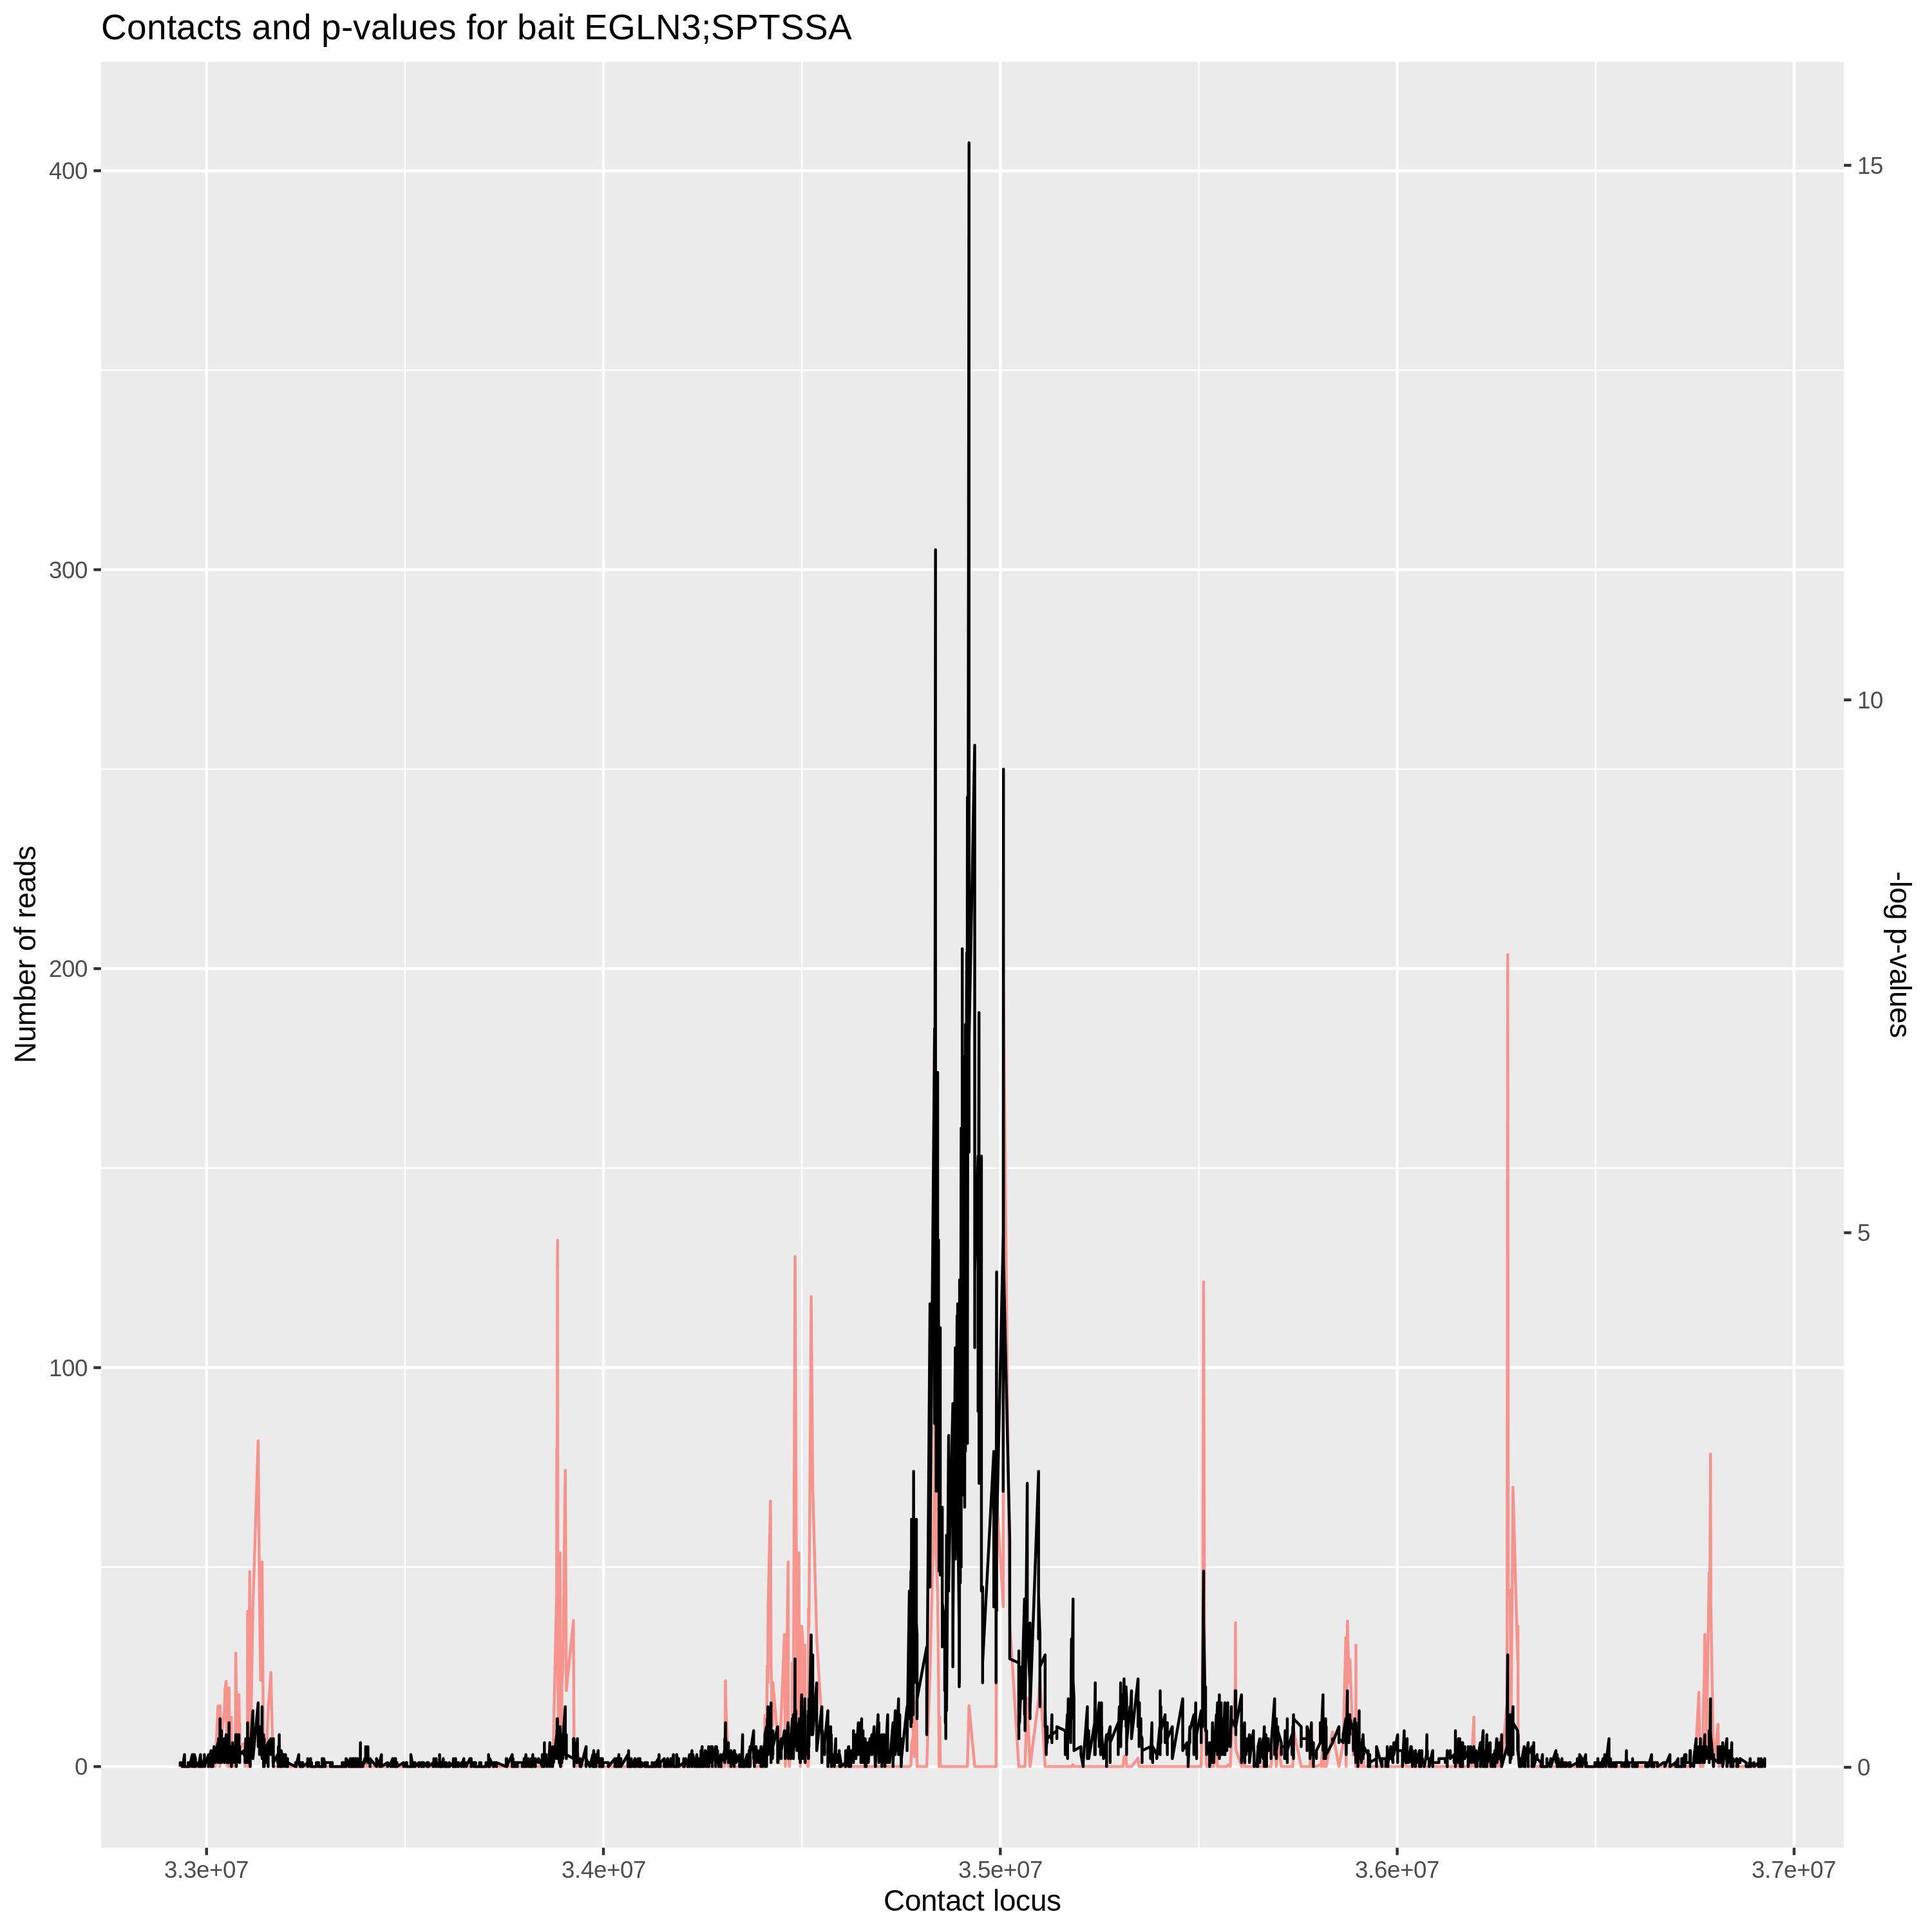 Contacts and p-values for bait EGLN3;SPTSSA
Number of reads
400
300
200
100
0
15
10
5
0
-log p-values
3.3e+07 3.4e+07 3.5e+07 3.6e+07 3.7e+07
Contact locus